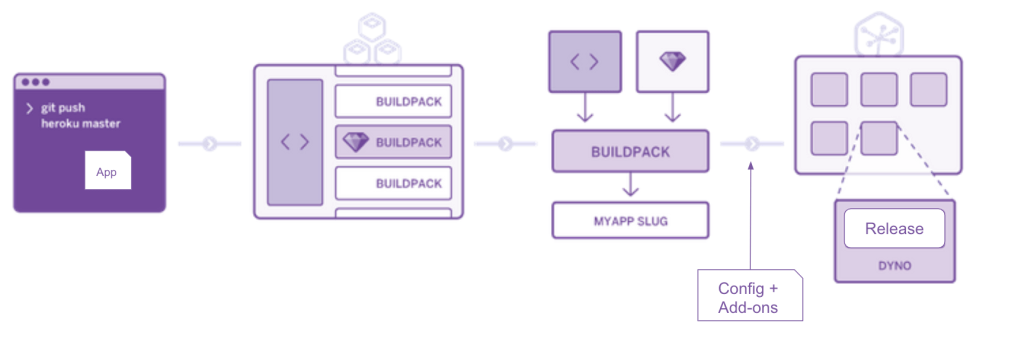 > git push
heroku master
App
< >
BUILDPACK
BUILDPACK
BUILDPACK
< >
BUILDPACK
MYAPP SLUG
Config +
Add-ons
Release
DYNO